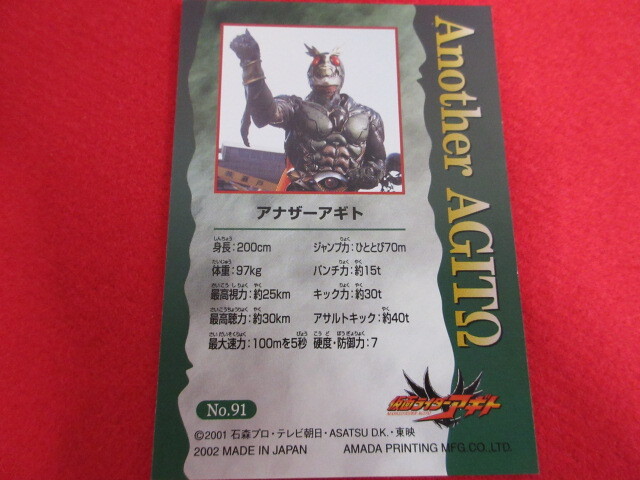 Another AGITΩ
アナザーアギト
身長:200cm
体重:97kg
最高視力:約25km
最高聴力:約30km
最大速力:100mを5秒
ジャンプ力:ひととび70m
パンチ力:約15t
キック力:約30t
アサルトキック:約40t
硬度・防御力:7
仮面ライダーアギト
No.91
©2001 石森プロ・テレビ朝日・ASATSU D.K.・東映
2002 MADE IN JAPAN AMADA PRINTING MFG.CO.,LTD.